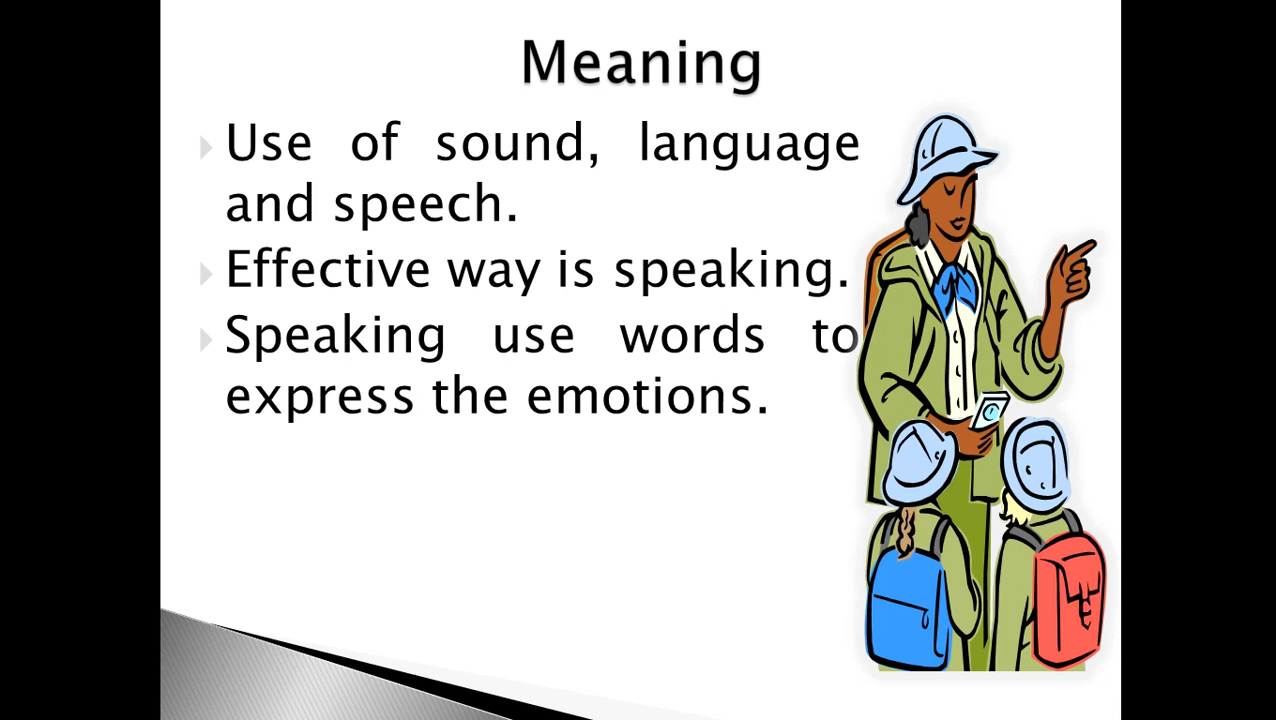 Meaning
Use of sound, language
and speech.
Effective way is speaking.
Speaking use words to
express the emotions.